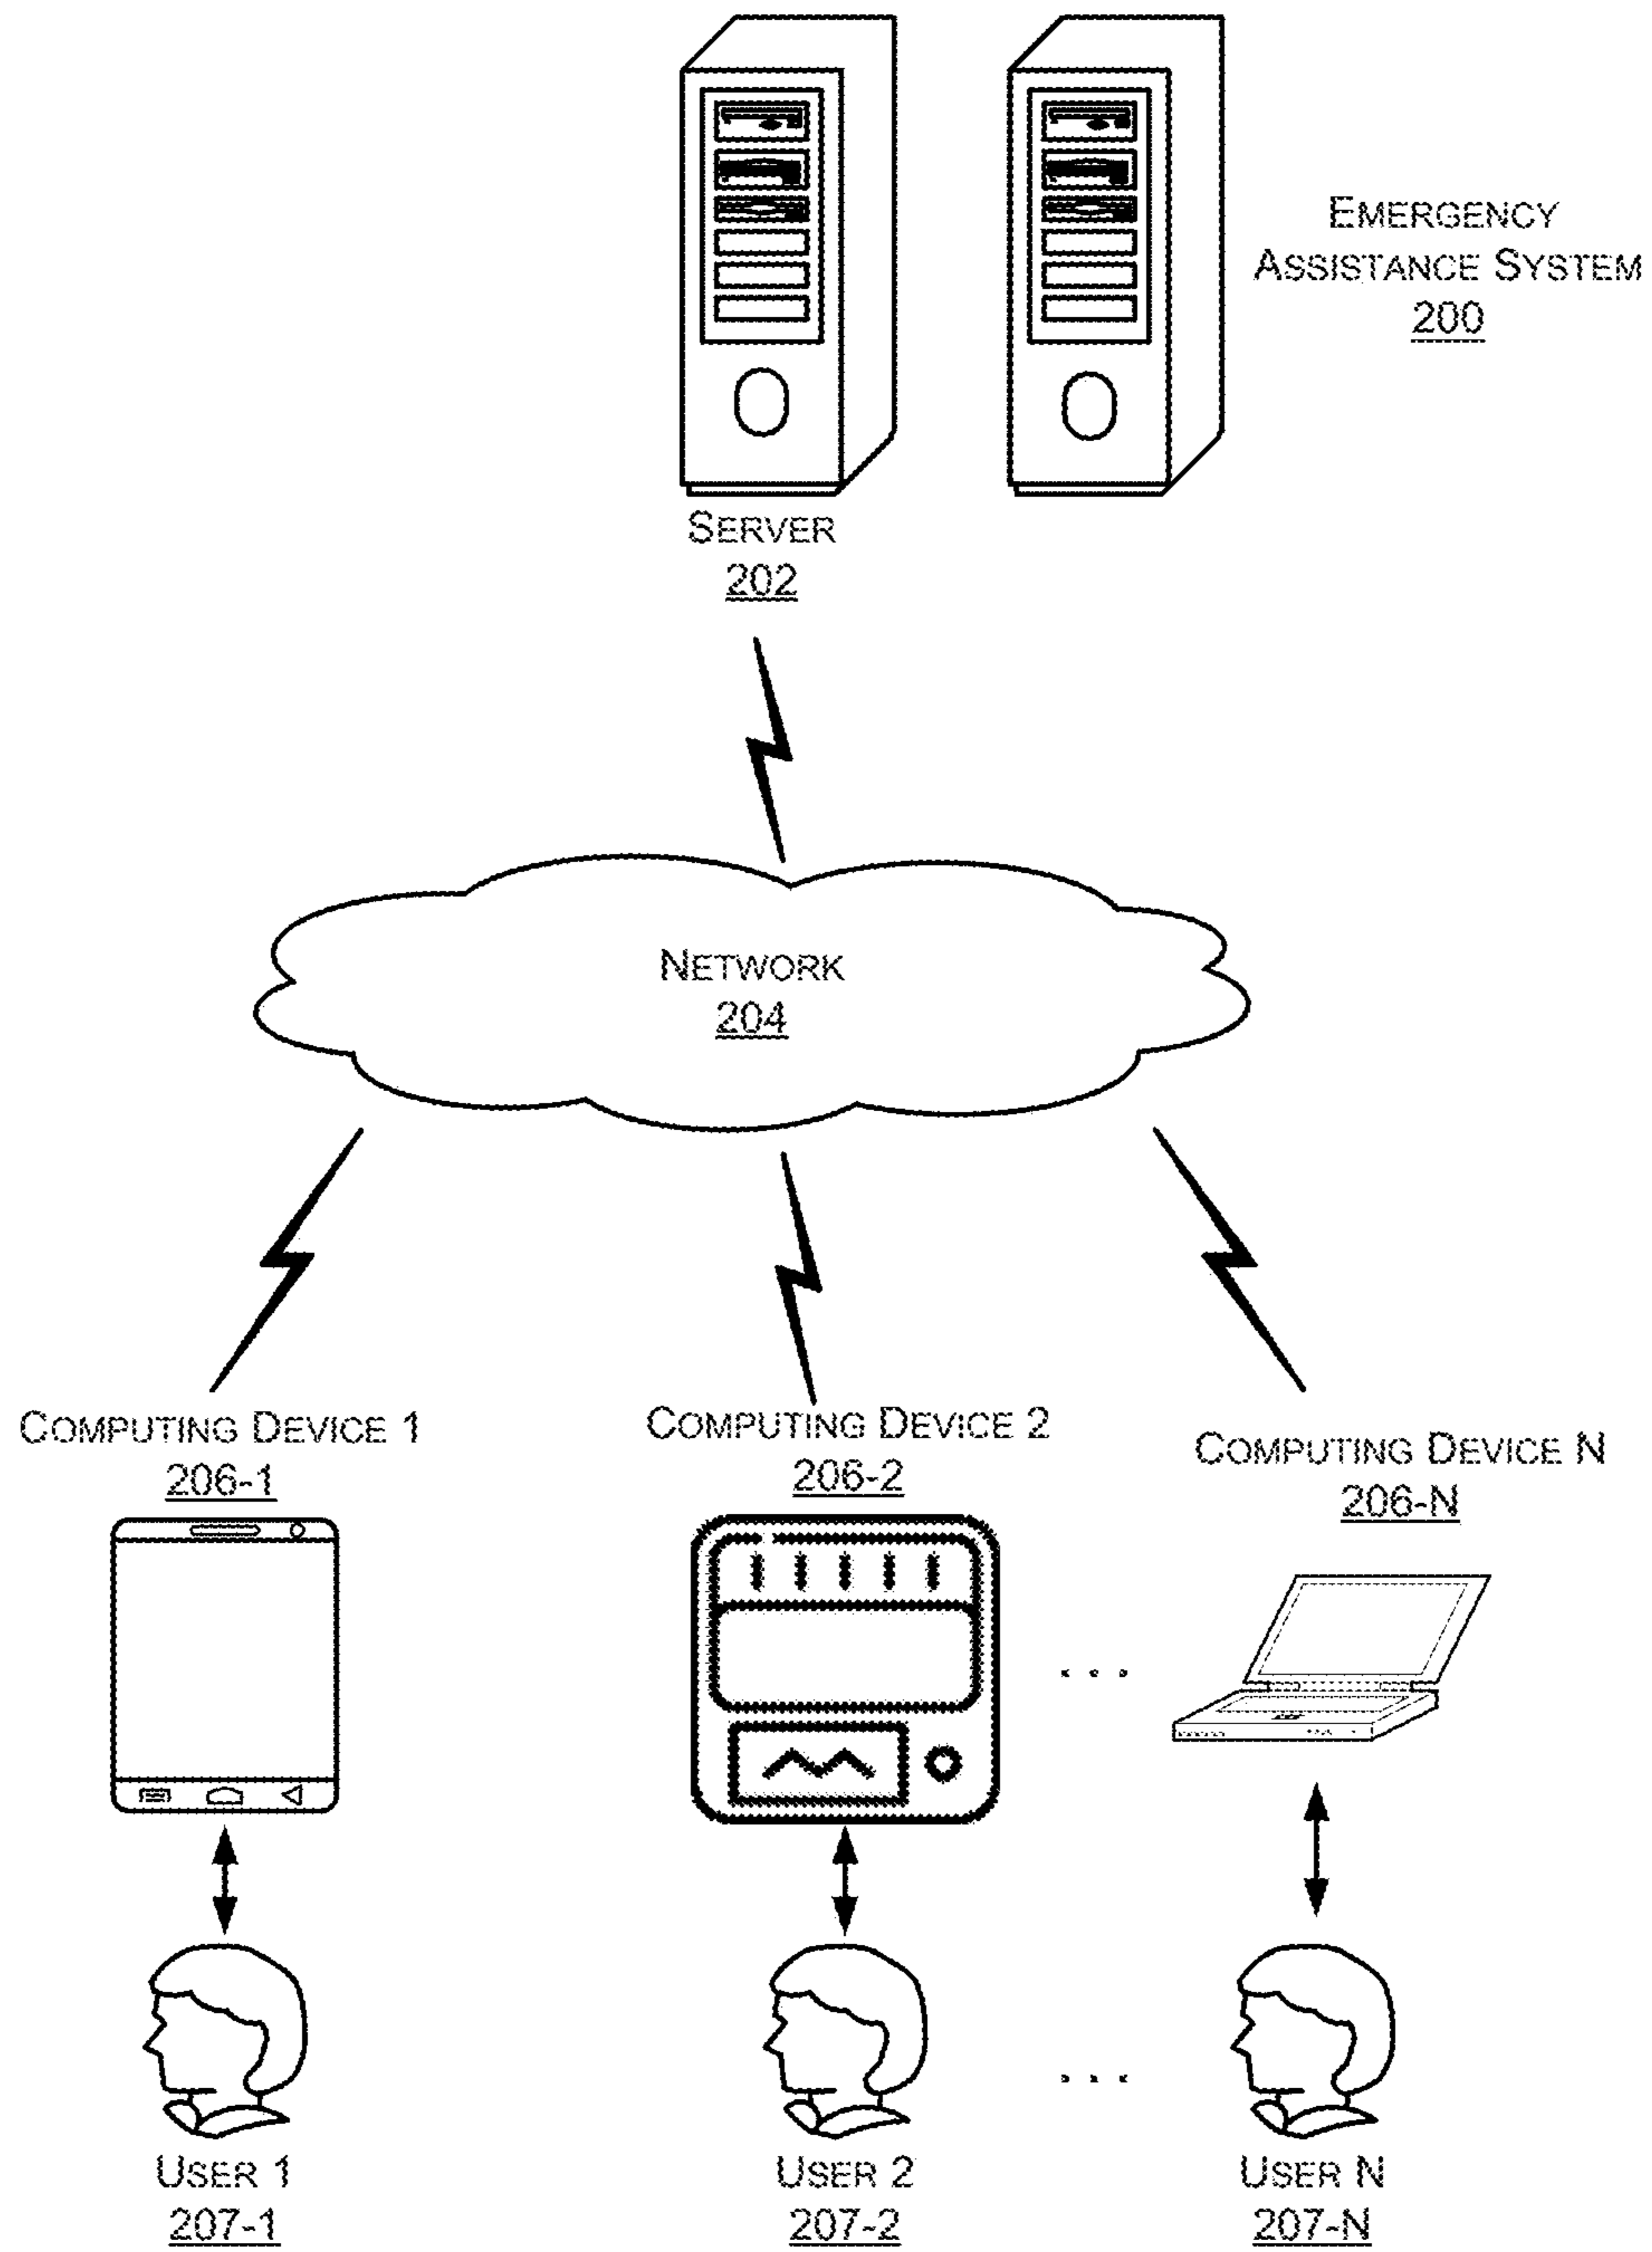 EMERGENCY
ASSISTANCE SYSTEM
200
SERVER
202
NETWORK
204
COMPUTING DEVICE 1
206-1
COMPUTING DEVICE 2
206-2
COMPUTING DEVICE N
206-N
. . .
. . .
USER 1
207-1
USER 2
207-2
USER N
207-N